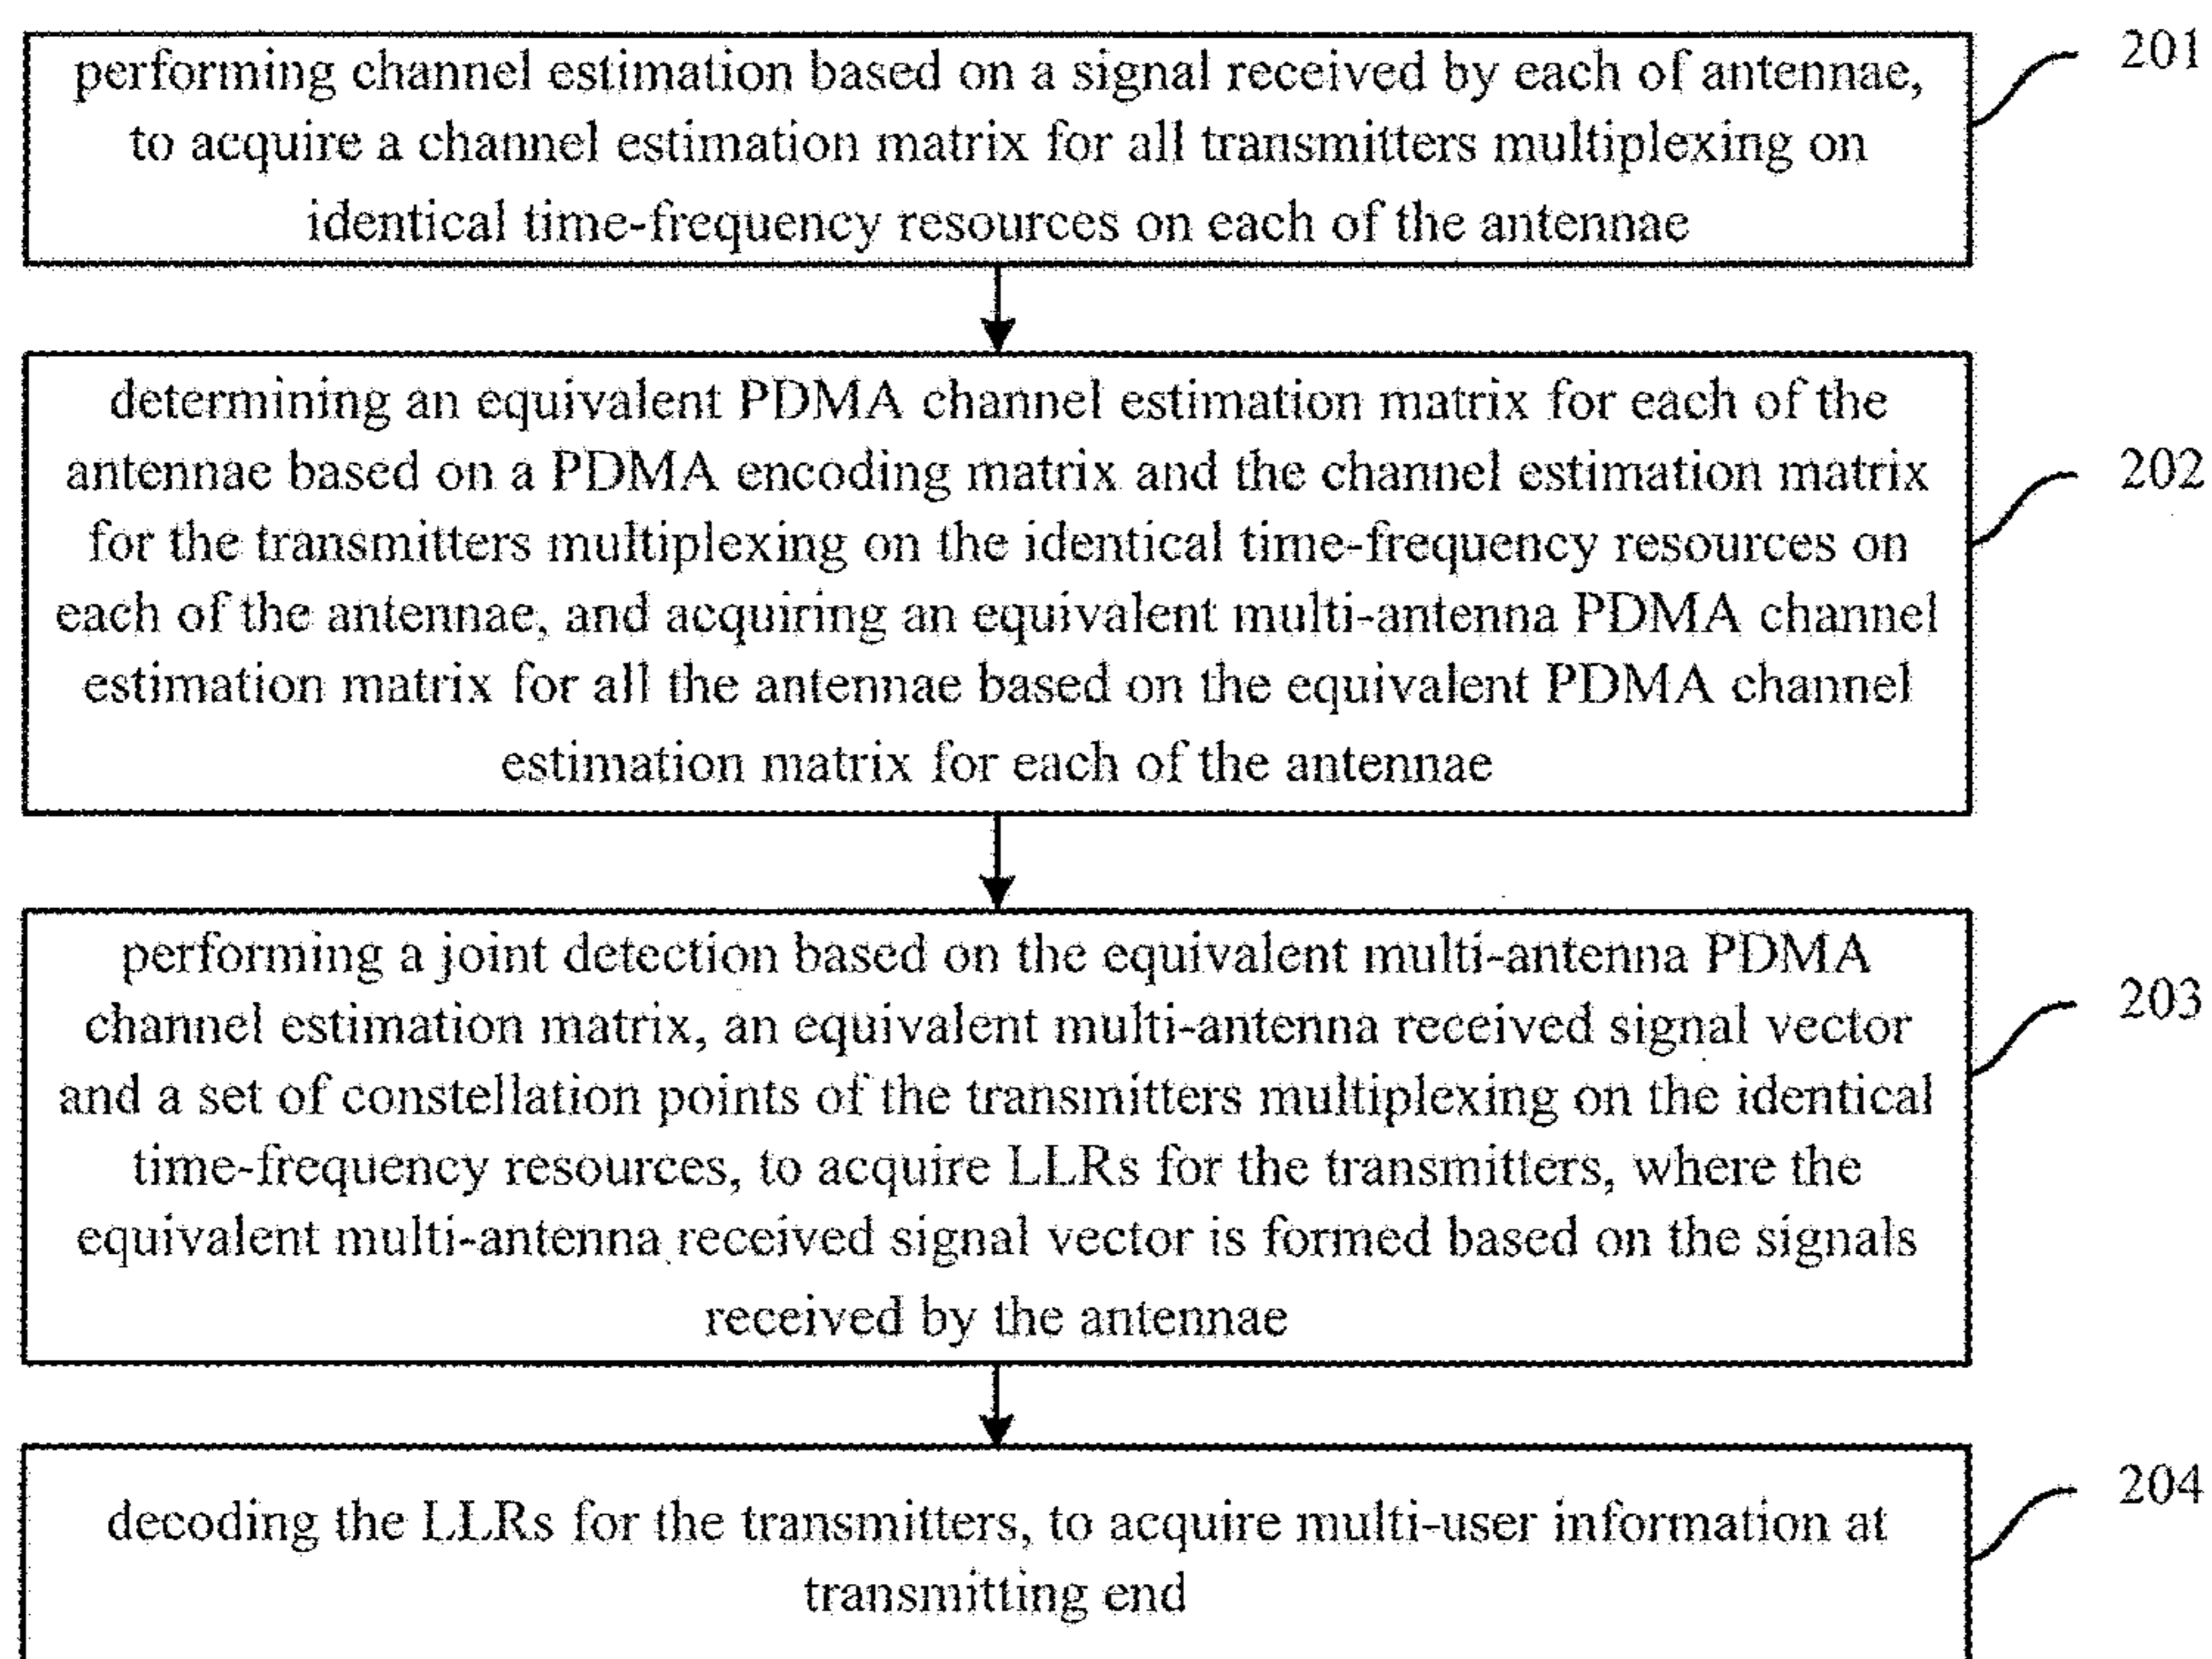 performing channel estimation based on a signal received by each of antennae,
to acquire a channel estimation matrix for all transmitters multiplexing on
identical time-frequency resources on each of the antennae
201
determining an equivalent PDMA channel estimation matrix for each of the
antennae based on a PDMA encoding matrix and the channel estimation matrix
for the transmitters multiplexing on the identical time-frequency resources on
each of the antennae, and acquiring an equivalent multi-antenna PDMA channel
estimation matrix for all the antennae based on the equivalent PDMA channel
estimation matrix for each of the antennae
202
performing a joint detection based on the equivalent multi-antenna PDMA
channel estimation matrix, an equivalent multi-antenna received signal vector
and a set of constellation points of the transmitters multiplexing on the identical
time-frequency resources, to acquire LLRs for the transmitters, where the
equivalent multi-antenna received signal vector is formed based on the signals
received by the antennae
203
decoding the LLRs for the transmitters, to acquire multi-user information at
transmitting end
204